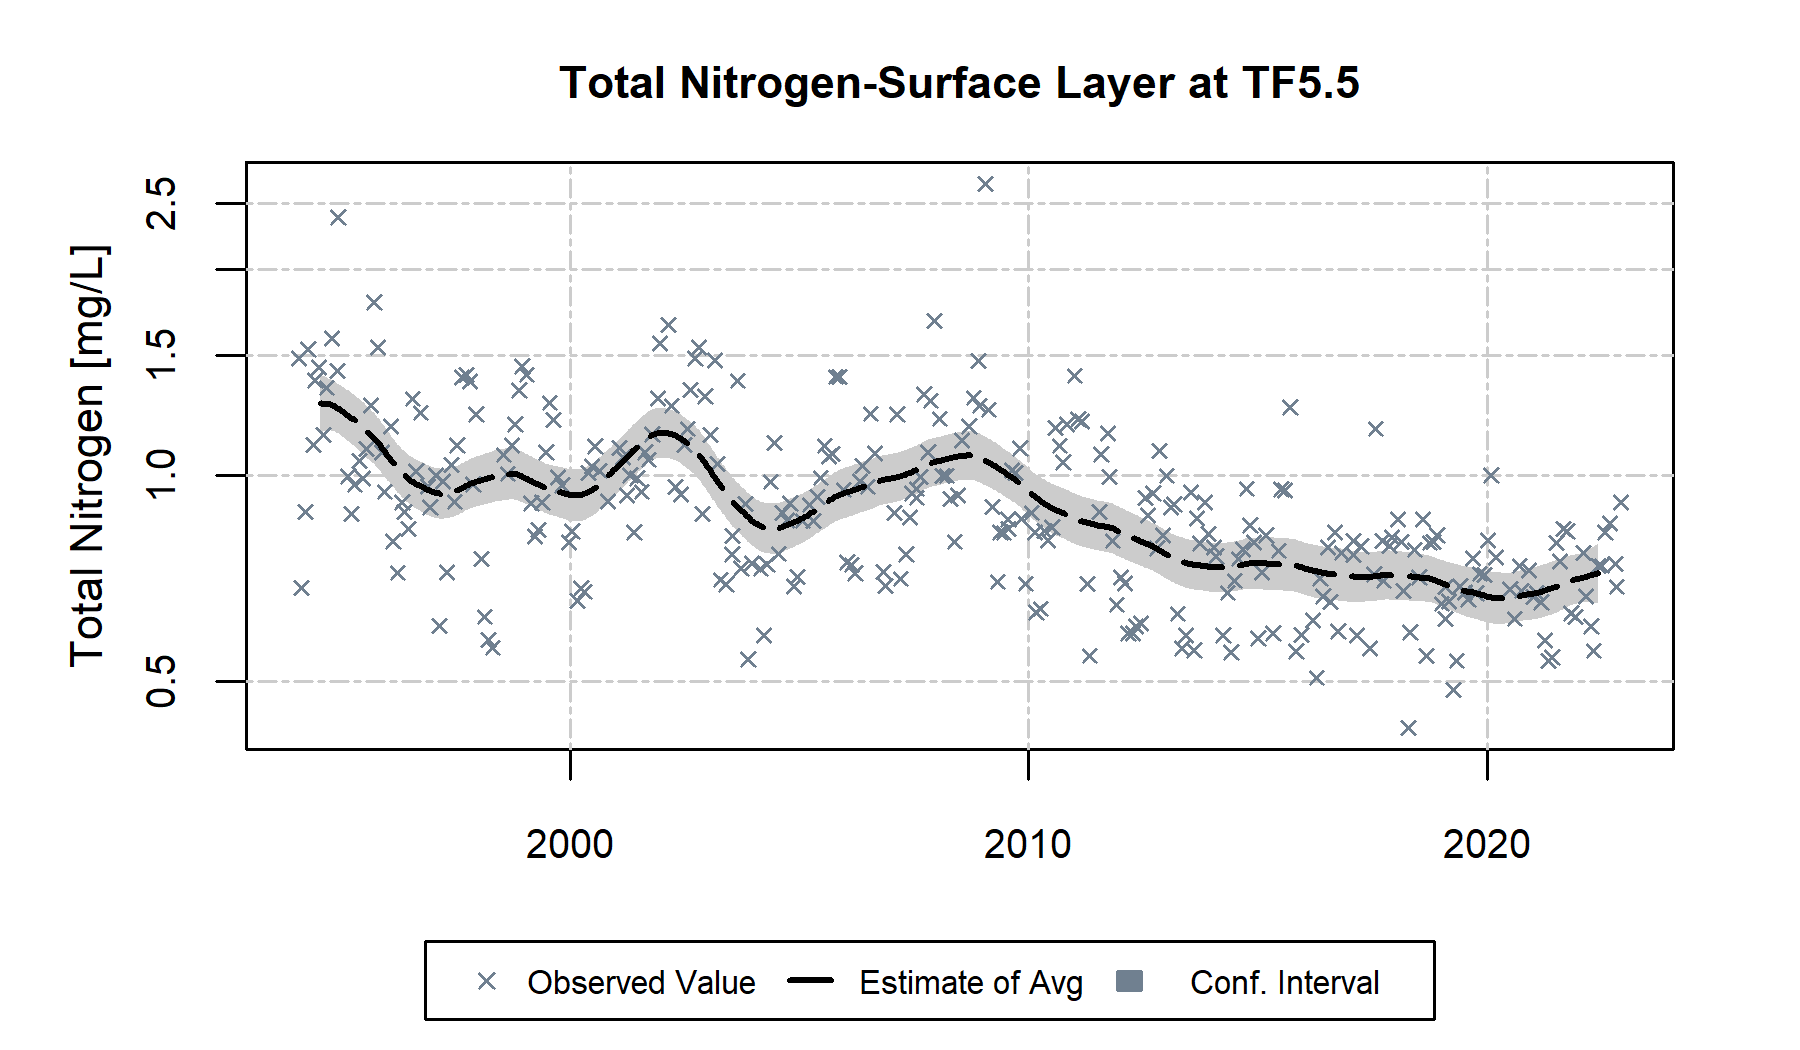 Total Nitrogen-Surface Layer at TF5.5
Total Nitrogen [mg/L]
2.5
1.5
1.0
0.5
2000 2010 2020
Observed Value Estimate of Avg Conf. Interval